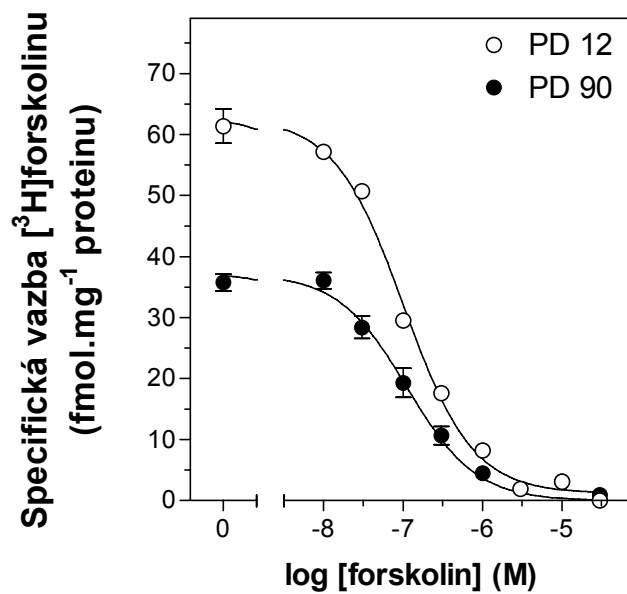 Specifická vazba [³H]forskolinu
(fmol.mg⁻¹ proteinu)
70
60
50
40
30
20
10
0
PD 12
PD 90
0 -8 -7 -6 -5
log [forskolin] (M)